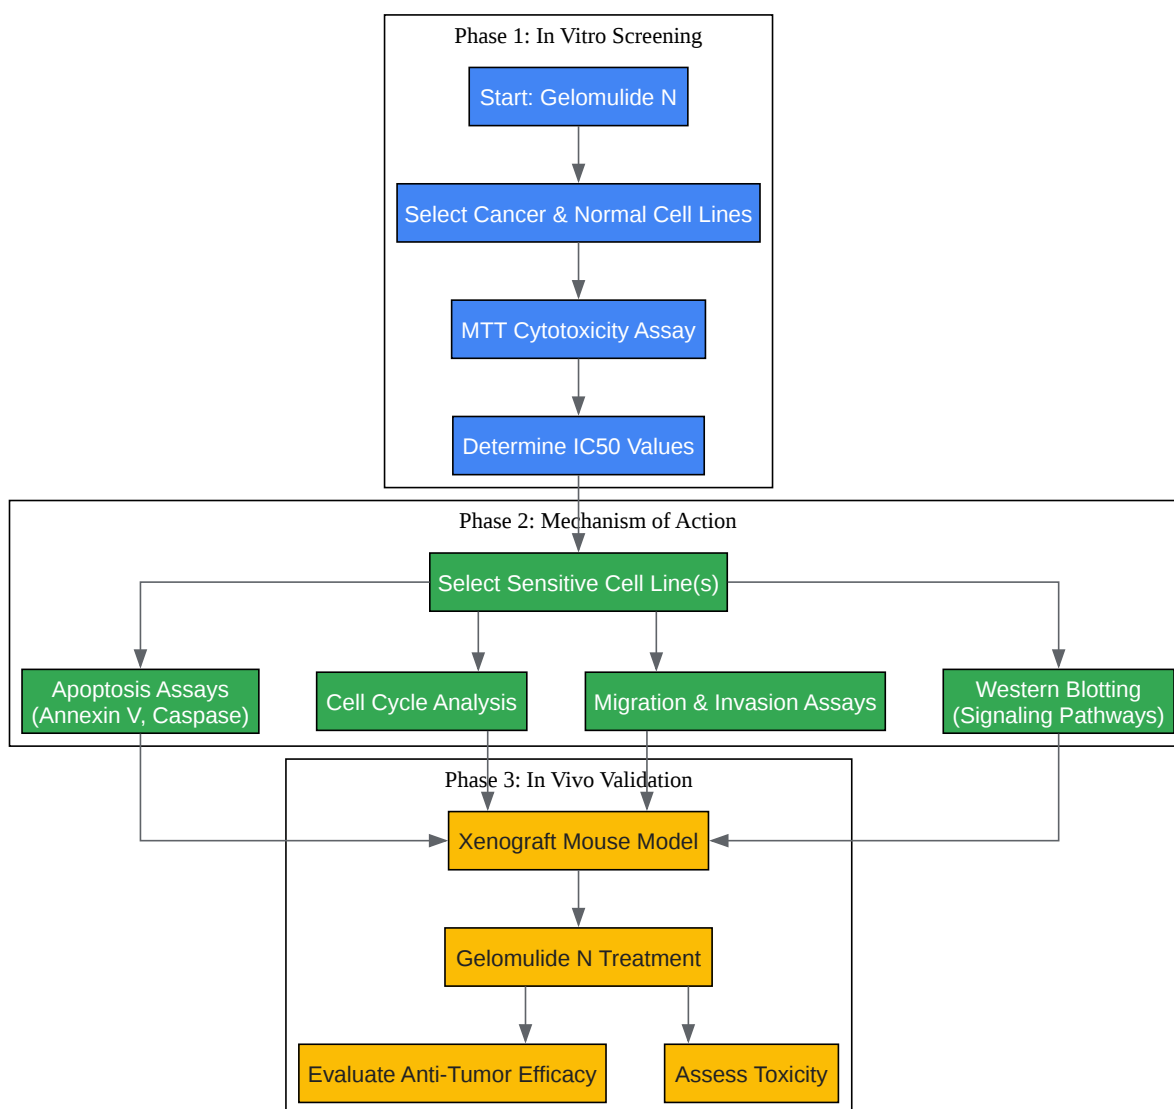 Phase 1: In Vitro Screening
Start: Gelomulide N
Select Cancer & Normal Cell Lines
MTT Cytotoxicity Assay
Determine IC50 Values
Phase 2: Mechanism of Action
Select Sensitive Cell Line(s)
Apoptosis Assays
(Annexin V, Caspase)
Cell Cycle Analysis
Migration & Invasion Assays
Western Blotting
(Signaling Pathways)
Phase 3: In Vivo Validation
Xenograft Mouse Model
Gelomulide N Treatment
Evaluate Anti-Tumor Efficacy
Assess Toxicity